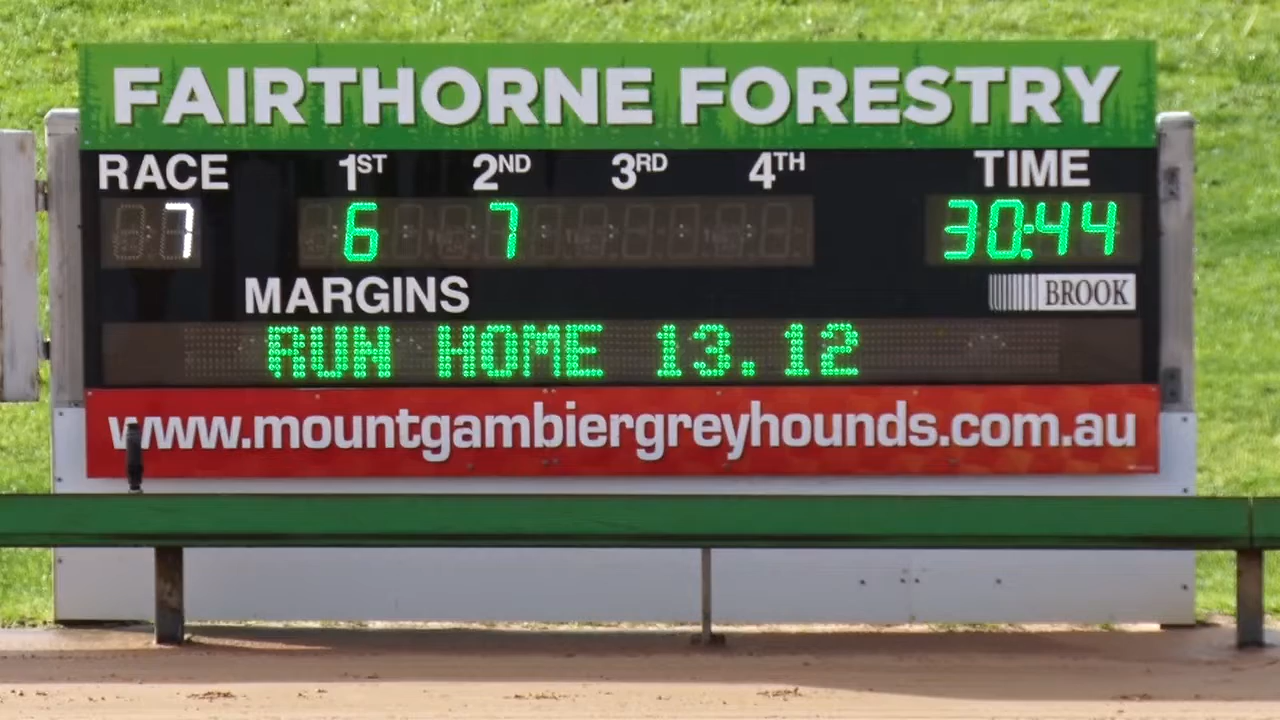 FAIRTHORNE FORESTRY
RACE 1ST 2ND 3RD 4TH TIME
7 6 7 30:44
MARGINS BROOK
RUN HOME 13.12
www.mountgambiergreyhounds.com.au